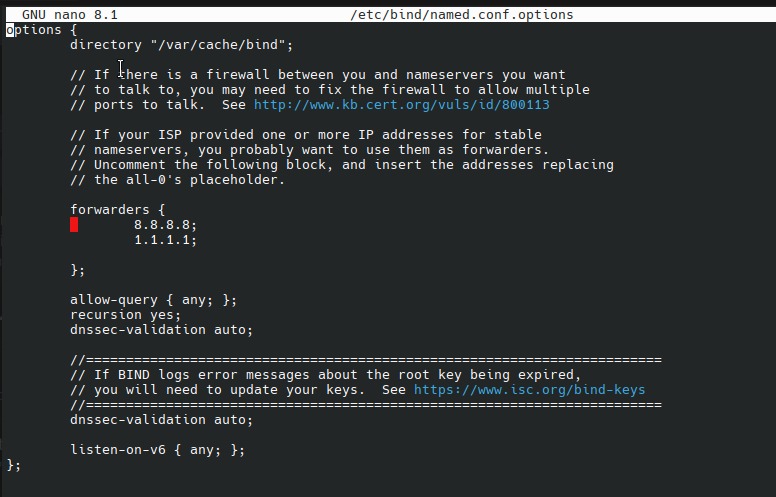 GNU nano 8.1 /etc/bind/named.conf.options
options {
directory "/var/cache/bind";
// If there is a firewall between you and nameservers you want
// to talk to, you may need to fix the firewall to allow multiple
// ports to talk.  See http://www.kb.cert.org/vuls/id/800113
// If your ISP provided one or more IP addresses for stable
// nameservers, you probably want to use them as forwarders.
// Uncomment the following block, and insert the addresses replacing
// the all-0's placeholder.
forwarders {
8.8.8.8;
1.1.1.1;
};
allow-query { any; };
recursion yes;
dnssec-validation auto;
//========================================================================
// If BIND logs error messages about the root key being expired,
// you will need to update your keys.  See https://www.isc.org/bind-keys
//========================================================================
dnssec-validation auto;
listen-on-v6 { any; };
};